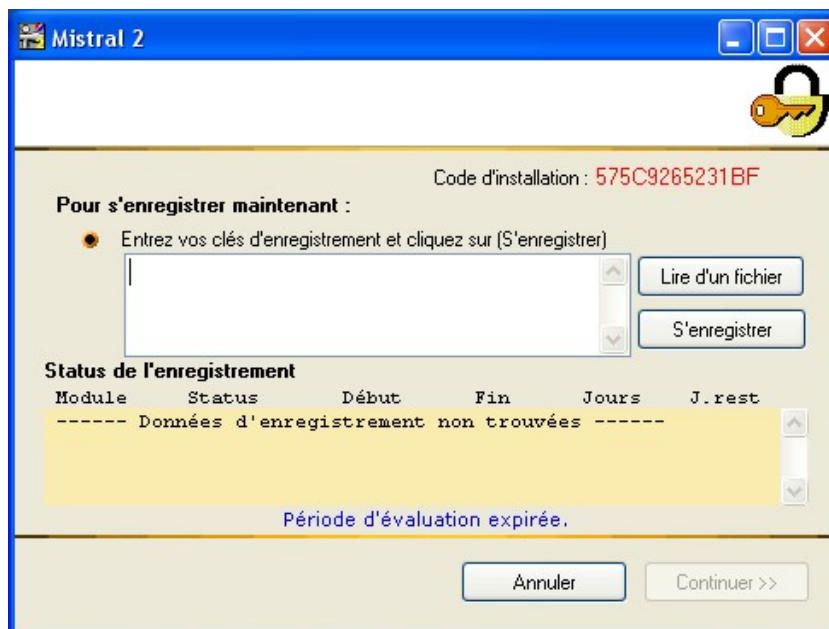 Mistral 2
Code d'installation : 575C9265231BF
Pour s'enregistrer maintenant :
Entrez vos clés d'enregistrement et cliquez sur (S'enregistrer)
Lire d'un fichier
S'enregistrer
Status de l'enregistrement
Module Status Début Fin Jours J.rest
------ Données d'enregistrement non trouvées ------
Période d'évaluation expirée.
Annuler Continuer >>